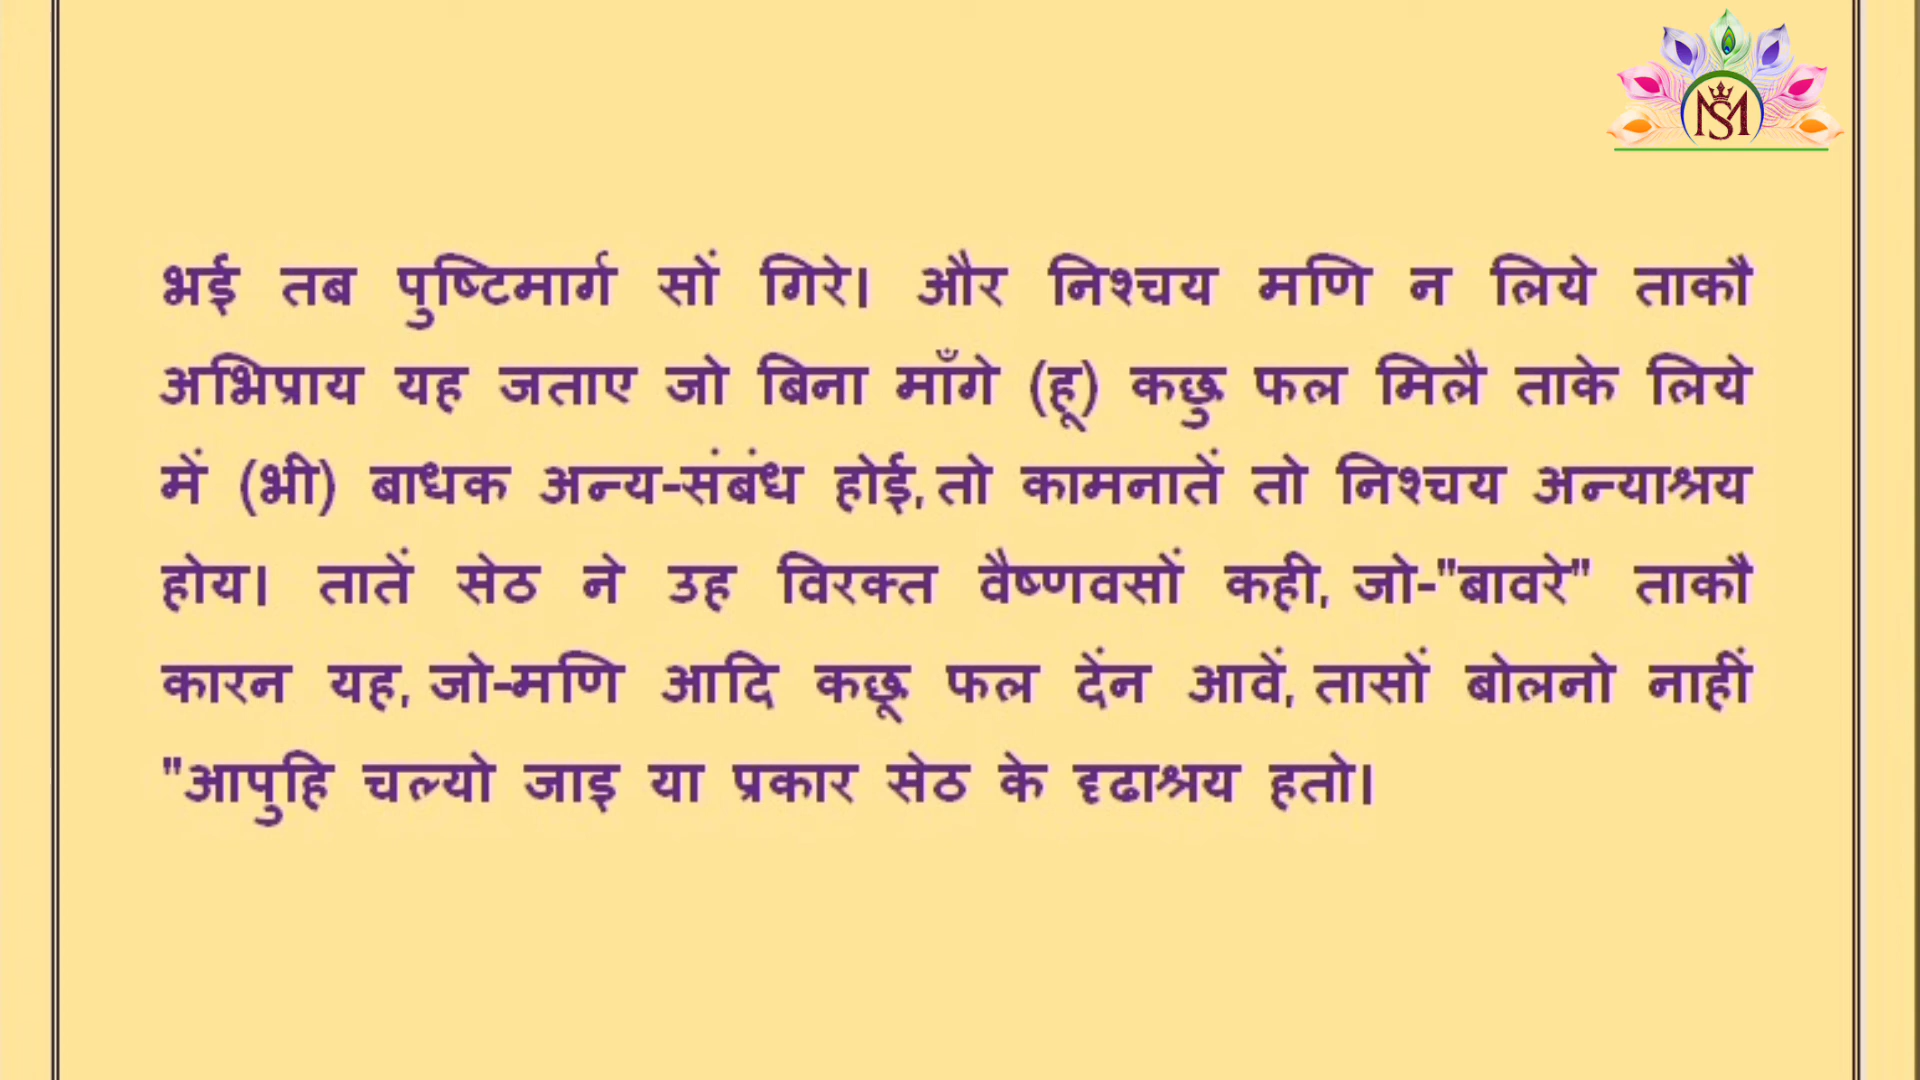 भई तब पुष्टिमार्ग सों गिरे। और निश्चय मणि न लिये ताकौ
अभिप्राय यह जताए जो बिना माँगे (हू) कछु फल मिलै ताके लिये
में (भी) बाधक अन्य-संबंध होई, तो कामनातें तो निश्चय अन्याश्रय
होय। तातें सेठ ने उह विरक्त वैष्णवसों कही, जो-"बावरे" ताकौ
कारन यह, जो-मणि आदि कछू फल देंन आवें, तासों बोलनो नाहीं
"आपुहि चल्यो जाइ या प्रकार सेठ के दृढाश्रय हतो।